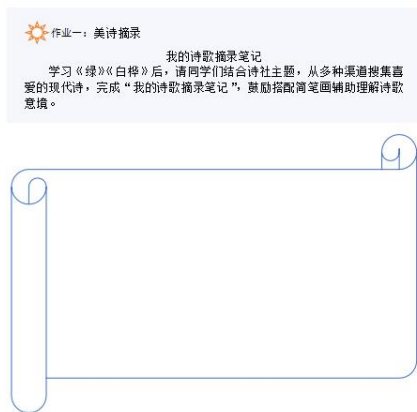 作业一：美诗摘录
我的诗歌摘录笔记
学习《绿》《白桦》后，请同学们结合诗社主题，从多种渠道搜集喜
爱的现代诗，完成“我的诗歌摘录笔记”，鼓励搭配简笔画辅助理解诗歌
意境。